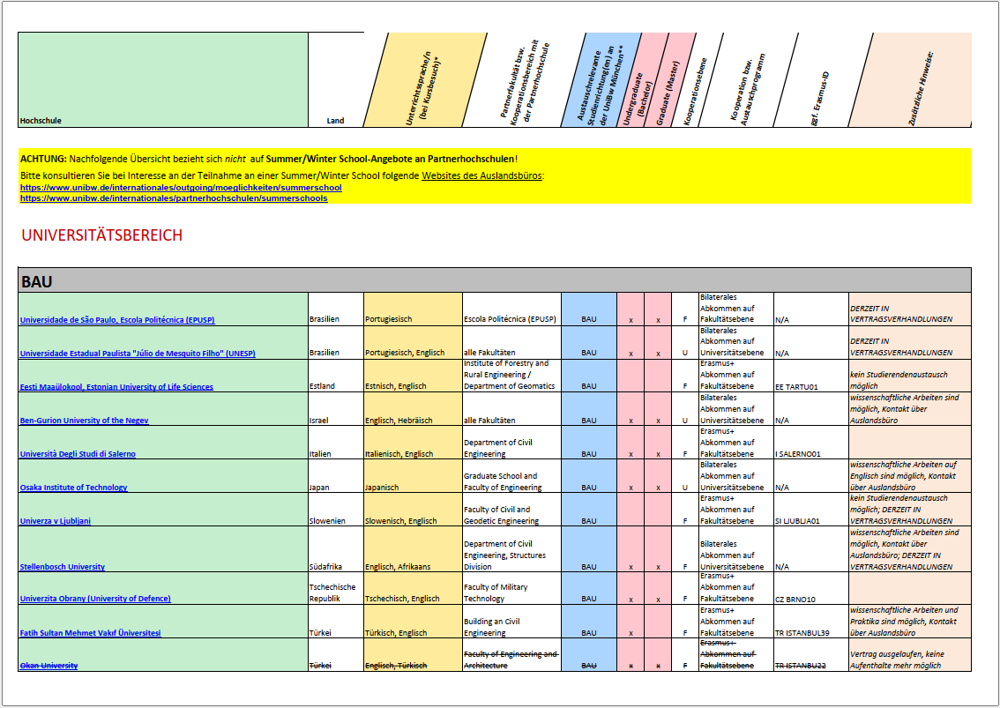 Hochschule
Land
Unterrichtssprache/n
(bei Kursbesuch)*
Partnerfakultät bzw.
Kooperationsbereich mit
der Partnerhochschule
Austauschrelevante
Studienrichtung(en) an
der UniBw München**
Undergraduate
(Bachelor)
Graduate (Master)
Kooperationsebene
Kooperation bzw.
Austauschprogramm
ggf. Erasmus-ID
Zusätzliche Hinweise:
ACHTUNG: Nachfolgende Übersicht bezieht sich nicht auf Summer/Winter School-Angebote an Partnerhochschulen!
Bitte konsultieren Sie bei Interesse an der Teilnahme an einer Summer/Winter School folgende Websites des Auslandsbüros:
https://www.unibw.de/internationales/outgoing/moeglichkeiten/summerschool
https://www.unibw.de/internationales/partnerhochschulen/summerschools
UNIVERSITÄTSBEREICH
BAU
Universidade de São Paulo, Escola Politécnica (EPUSP)
Brasilien
Portugiesisch
Escola Politécnica (EPUSP)
BAU
x
x
F
Bilaterales
Abkommen auf
Fakultätsebene
N/A
DERZEIT IN
VERTRAGSVERHANDLUNGEN
Universidade Estadual Paulista "Júlio de Mesquito Filho" (UNESP)
Brasilien
Portugiesisch, Englisch
alle Fakultäten
BAU
x
x
U
Bilaterales
Abkommen auf
Universitätsebene
N/A
DERZEIT IN
VERTRAGSVERHANDLUNGEN
Eesti Maaülokool, Estonian University of Life Sciences
Estland
Estnisch, Englisch
Institute of Forestry and
Rural Engineering /
Department of Geomatics
BAU
F
Erasmus+
Abkommen auf
Fakultätsebene
EE TARTU01
kein Studierendenaustausch
möglich
Ben-Gurion University of the Negev
Israel
Englisch, Hebräisch
alle Fakultäten
BAU
x
x
U
Bilaterales
Abkommen auf
Universitätsebene
N/A
wissenschaftliche Arbeiten sind
möglich, Kontakt über
Auslandsbüro
Università Degli Studi di Salerno
Italien
Italienisch, Englisch
Department of Civil
Engineering
BAU
x
x
F
Erasmus+
Abkommen auf
Fakultätsebene
I SALERNO01
Osaka Institute of Technology
Japan
Japanisch
Graduate School and
Faculty of Engineering
BAU
x
x
U
Bilaterales
Abkommen auf
Universitätsebene
N/A
wissenschaftliche Arbeiten auf
Englisch sind möglich, Kontakt
über Auslandsbüro
Univerza v Ljubljani
Slowenien
Slowenisch, Englisch
Faculty of Civil and
Geodetic Engineering
BAU
F
Erasmus+
Abkommen auf
Fakultätsebene
SI LJUBLJA01
kein Studierendenaustausch
möglich; DERZEIT IN
VERTRAGSVERHANDLUNGEN
Stellenbosch University
Südafrika
Englisch, Afrikaans
Department of Civil
Engineering, Structures
Division
BAU
x
x
F
Bilaterales
Abkommen auf
Universitätsebene
N/A
wissenschaftliche Arbeiten sind
möglich, Kontakt über
Auslandsbüro; DERZEIT IN
VERTRAGSVERHANDLUNGEN
Univerzita Obrany (University of Defence)
Tschechische
Republik
Tschechisch, Englisch
Faculty of Military
Technology
BAU
x
x
F
Erasmus+
Abkommen auf
Fakultätsebene
CZ BRNO10
Fatih Sultan Mehmet Vakıf Üniversitesi
Türkei
Türkisch, Englisch
Building an Civil
Engineering
BAU
x
F
Erasmus+
Abkommen auf
Fakultätsebene
TR ISTANBUL39
wissenschaftliche Arbeiten und
Praktika sind möglich, Kontakt
über Auslandsbüro
Okan University
Türkei
Englisch, Türkisch
Faculty of Engineering and
Architecture
BAU
x
x
F
Erasmus+
Abkommen auf
Fakultätsebene
TR ISTANBU22
Vertrag ausgelaufen, keine
Aufenthalte mehr möglich